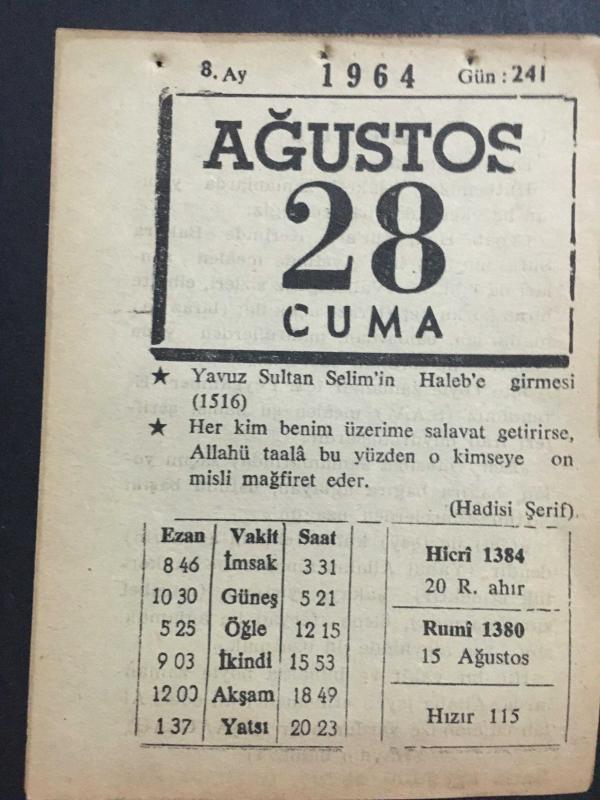 8. Ay 1964 Gün : 241
AĞUSTOS
28
CUMA
★ Yavuz Sultan Selim'in Haleb'e girmesi
(1516)
★ Her kim benim üzerime salavat getirirse,
Allahü taalâ bu yüzden o kimseye on
misli mağfiret eder.
(Hadisi Şerif).
Ezan Vakit Saat
8 46 İmsak 3 31
10 30 Güneş 5 21
5 25 Öğle 12 15
9 03 İkindi 15 53
12 00 Akşam 18 49
1 37 Yatsı 20 23
Hicrî 1384
20 R. ahır
Rumî 1380
15 Ağustos
Hızır 115